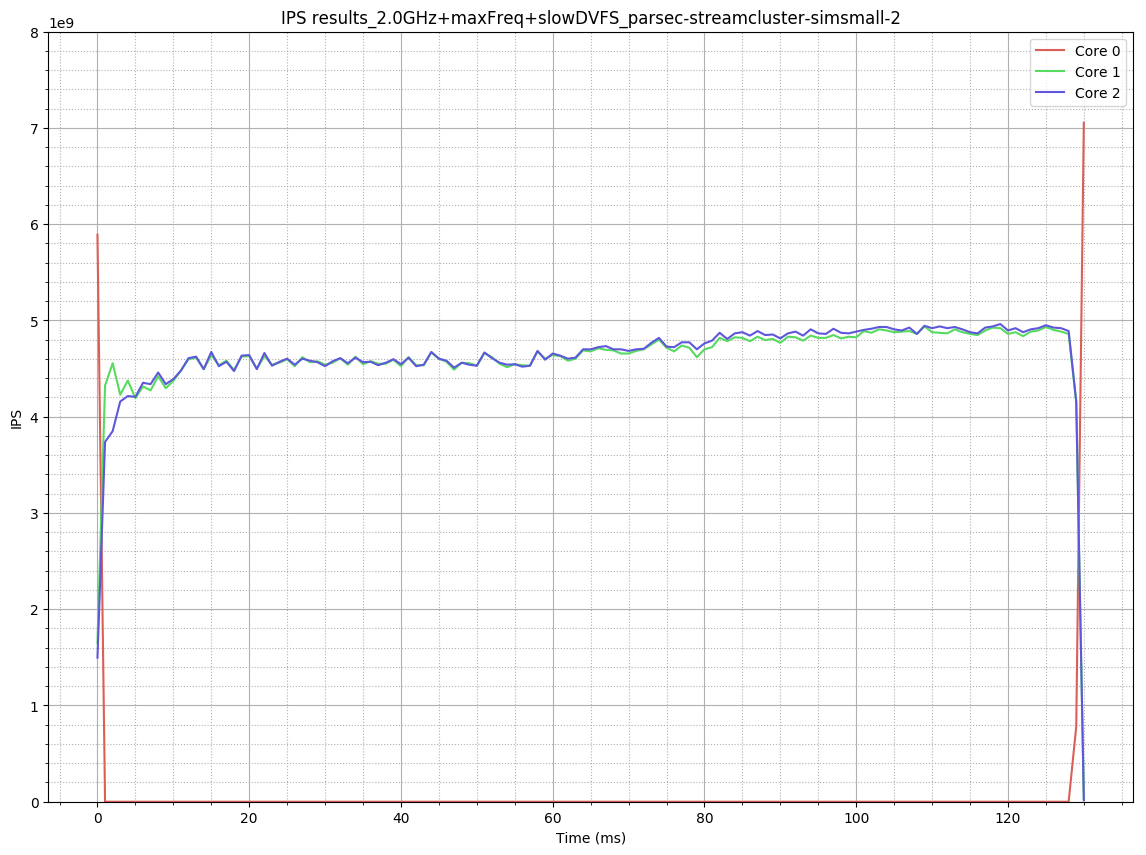 IPS results_2.0GHz+maxFreq+slowDVFS_parsec-streamcluster-simsmall-2
1e9
8
7
6
5
4
3
2
1
0
IPS
Core 0
Core 1
Core 2
0 20 40 60 80 100 120
Time (ms)